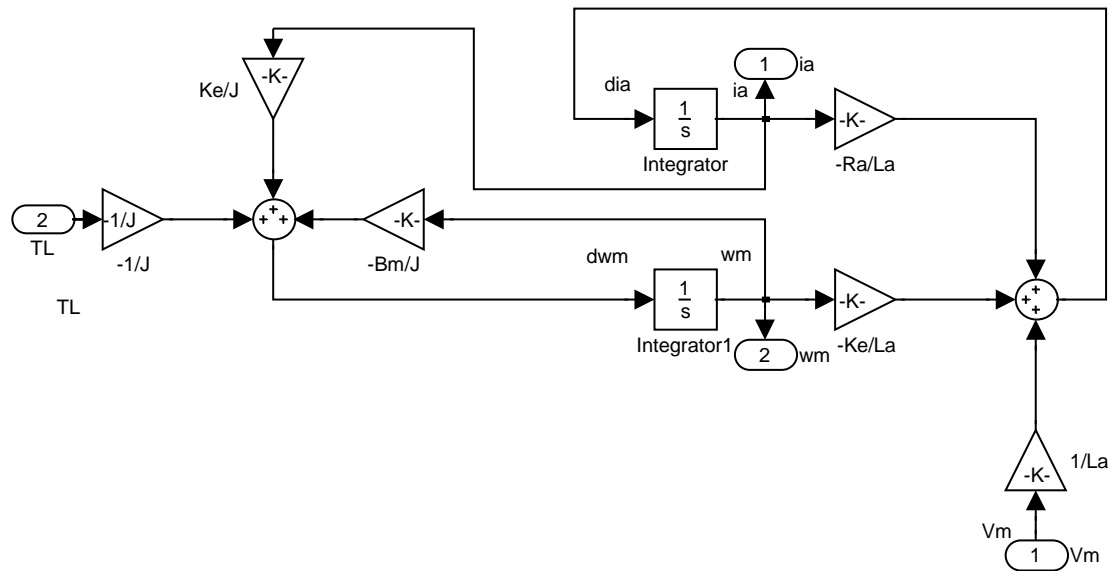 -K-
Ke/J
1
ia
dia
ia
1
s
Integrator
-K-
-Ra/La
2
TL
-1/J
-1/J
+
+ +
-K-
-Bm/J
TL
dwm
wm
1
s
Integrator1
2
wm
-K-
-Ke/La
+
+
+
-K-
1/La
Vm
1
Vm